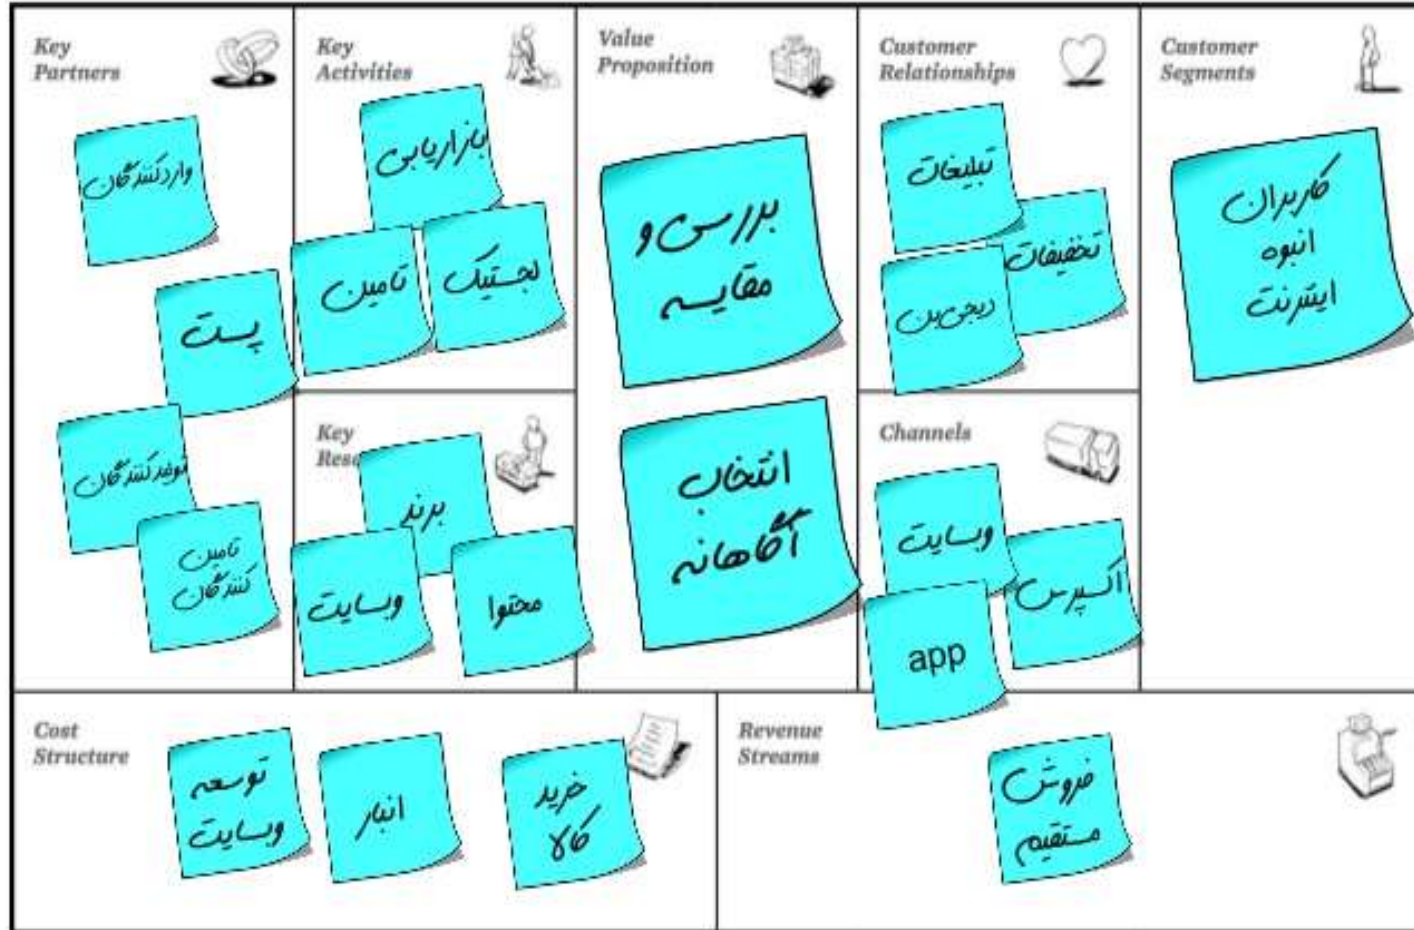 Key
Partners
واردکنندگان
پست
تولیدکنندگان
تامین
کنندگان
Key
Activities
بازاریابی
تامین
لجستیک
Key
برند
وبسایت
محتوا
Value
Proposition
بررسی و
مقایسه
انتخاب
آگاهانه
Customer
Relationships
تبلیغات
تخفیفات
دیجی‌بن
Channels
وبسایت
اکسپرس
app
Customer
Segments
کاربران
انبوه
اینترنت
Cost
Structure
توسعه
وبسایت
انبار
خرید
کالا
Revenue
Streams
فروش
مستقیم